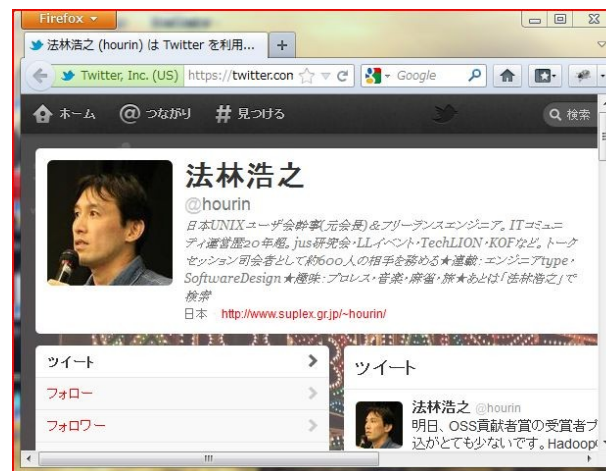 Firefox
法林浩之 (hourin) は Twitter を利用...
Twitter, Inc. (US) https://twitter.con Google
ホーム @ つながり # 見つける 検索
法林浩之
@hourin
日本UNIXユーザ会幹事(元会長)&フリーランスエンジニア。ITコミュニ
ティ運営歴20年超。jus研究会・LLイベント・TechLION・KOFなど。トーク
セッション司会者として約600人の相手を務める★連載:エンジニアtype・
SoftwareDesign★趣味:プロレス・音楽・麻雀・旅★あとは「法林浩之」で
検索
日本 http://www.suplex.gr.jp/~hourin/
ツイート
フォロー
フォロワー
ツイート
法林浩之 @hourin
明日、OSS貢献者賞の受賞者プ
込がとても少ないです。Hadoop